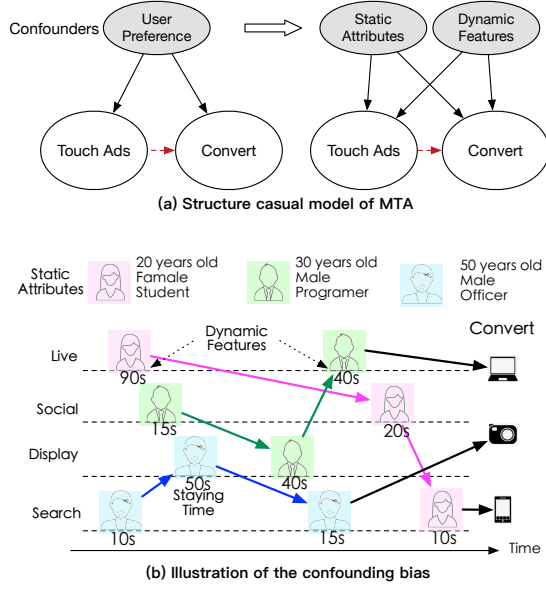 Confounders
User
Preference
Static
Attributes
Dynamic
Features
Touch Ads
Convert
Touch Ads
Convert
(a) Structure casual model of MTA
Static
Attributes
20 years old
Famale
Student
30 years old
Male
Programer
50 years old
Male
Officer
Convert
Dynamic
Features
Live
90s
40s
Social
15s
20s
Display
50s
Staying
Time
40s
Search
10s
15s
10s
Time
(b) Illustration of the confounding bias